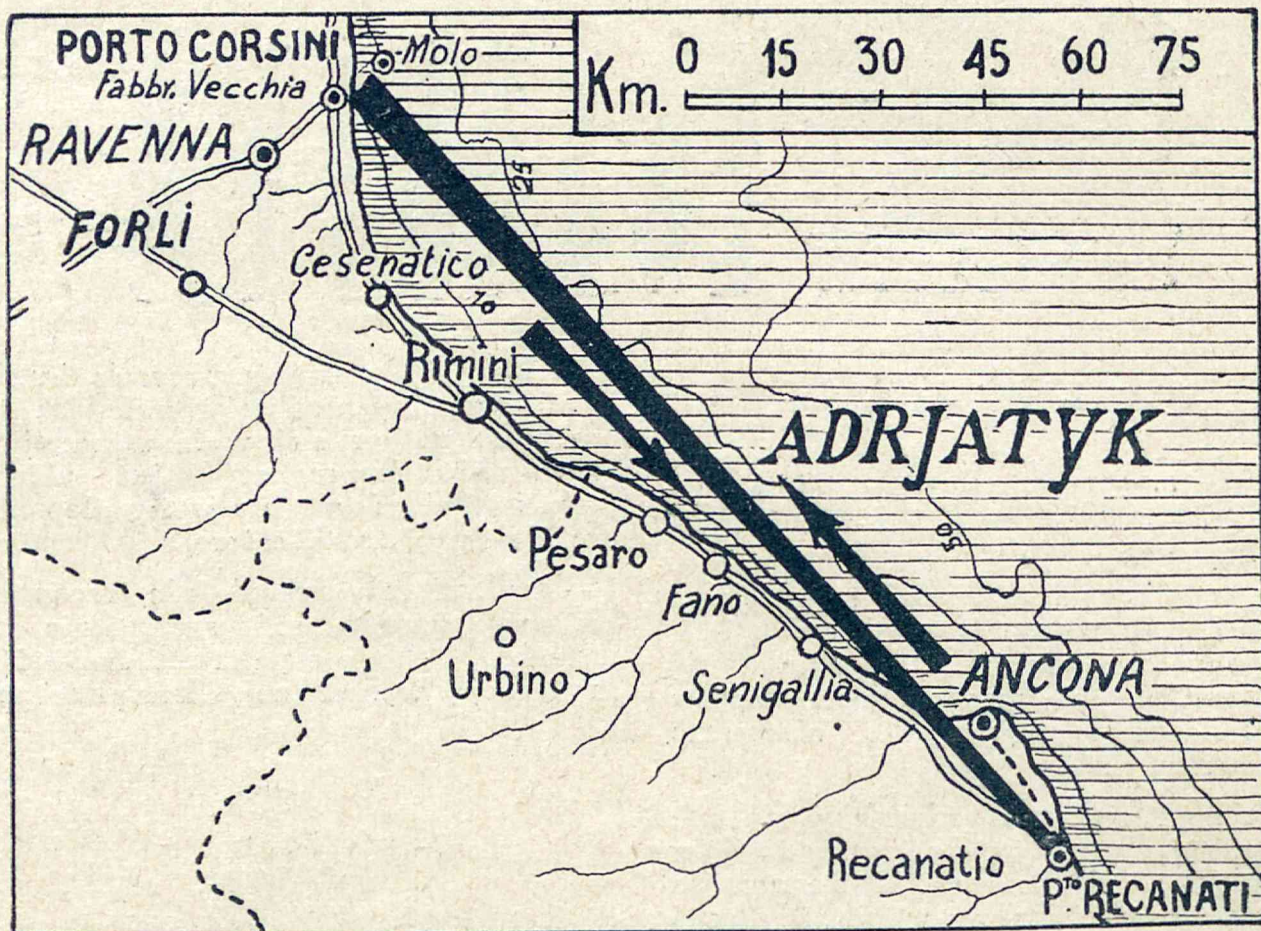 PORTO CORSINI
Molo
Fabbr. Vecchia
Km.
0 15 30 45 60 75
RAVENNA
25
FORLİ
Cesenatico
10
Rimini
ADRJATYK
50
Pesaro
Fano
Urbino
Senigallia
ANCONA
Recanatio
P.TO RECANATI